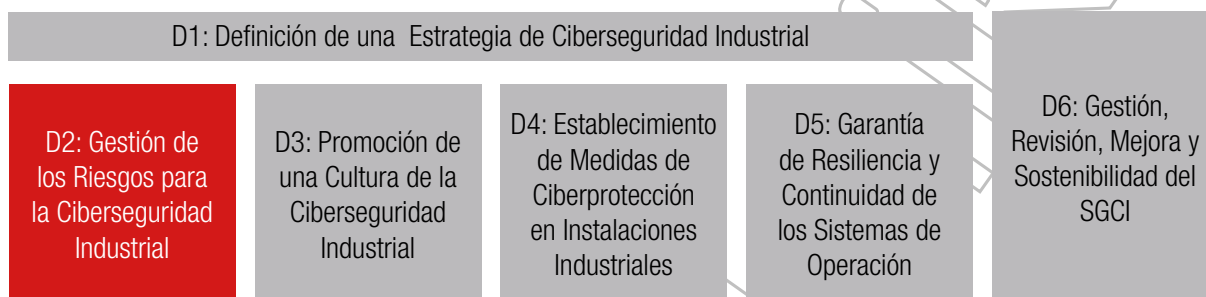 D1: Definición de una Estrategia de Ciberseguridad Industrial
D2: Gestión de
los Riesgos para
la Ciberseguridad
Industrial
D3: Promoción de
una Cultura de la
Ciberseguridad
Industrial
D4: Establecimiento
de Medidas de
Ciberprotección
en Instalaciones
Industriales
D5: Garantía
de Resiliencia y
Continuidad de
los Sistemas de
Operación
D6: Gestión,
Revisión, Mejora y
Sostenibilidad del
SGCI